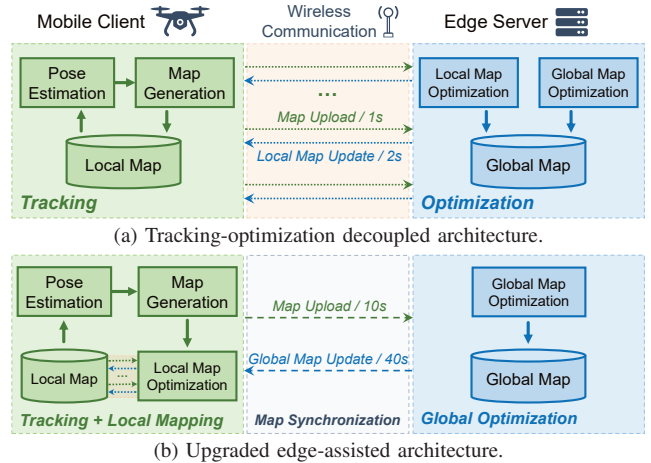 Mobile Client
Wireless
Communication
Edge Server
Pose
Estimation
Map
Generation
Local Map
Tracking
...
Map Upload / 1s
Local Map Update / 2s
Local Map
Optimization
Global Map
Optimization
Global Map
Optimization
(a) Tracking-optimization decoupled architecture.
Pose
Estimation
Map
Generation
Local Map
...
Local Map
Optimization
Tracking + Local Mapping
Map Upload / 10s
Global Map Update / 40s
Map Synchronization
Global Map
Optimization
Global Map
Global Optimization
(b) Upgraded edge-assisted architecture.